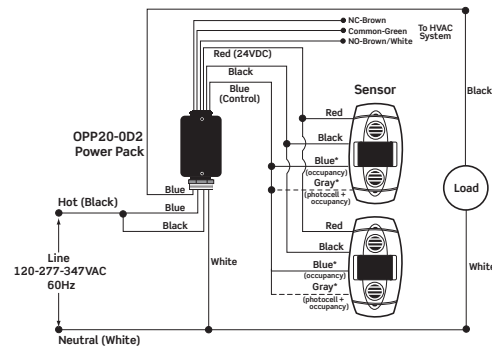 NC-Brown
Common-Green
NO-Brown/White
To HVAC
System
Red (24VDC)
Black
Blue
(Control)
Sensor
Black
OPP20-0D2
Power Pack
Red
Black
Blue*
(occupancy)
Gray*
(photocell +
occupancy)
Load
Blue
Hot (Black)
Blue
Black
Line
120-277-347VAC
60Hz
White
Red
Black
Blue*
(occupancy)
Gray*
(photocell +
occupancy)
White
Neutral (White)